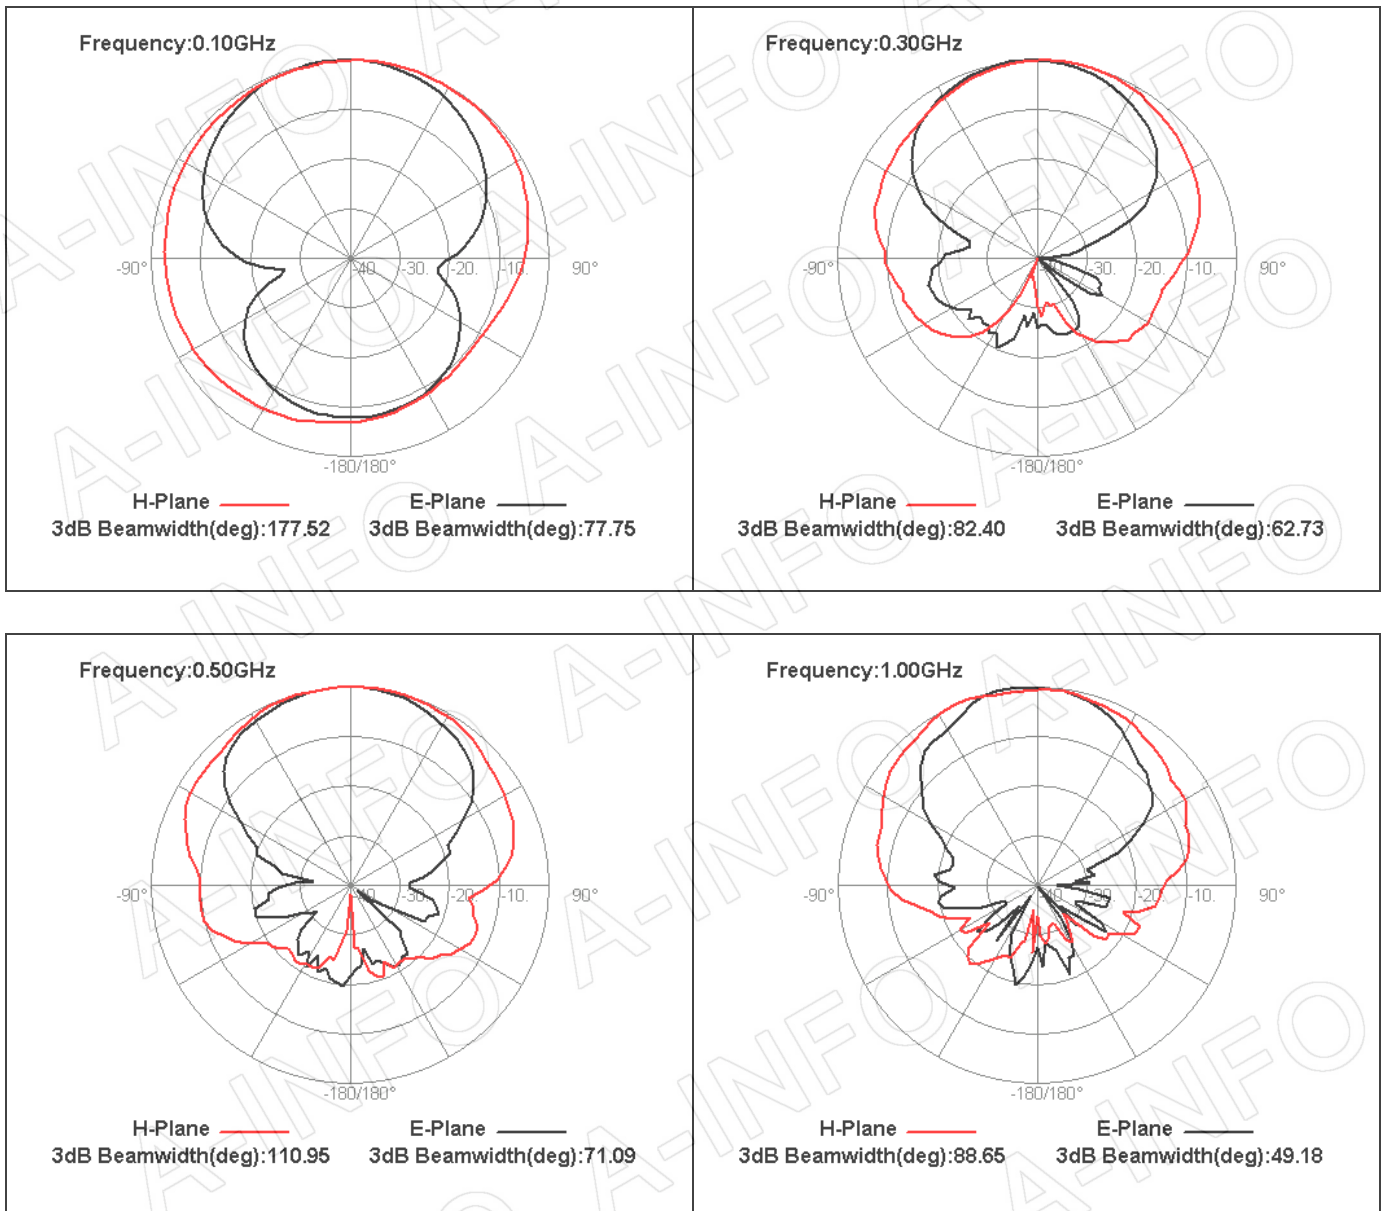 Frequency:0.10GHz
-90°
-40
-30.
-20.
-10.
90°
-180/180°
H-Plane
E-Plane
3dB Beamwidth(deg):177.52
3dB Beamwidth(deg):77.75
Frequency:0.30GHz
-90°
-40
-30.
-20.
-10.
90°
-180/180°
H-Plane
E-Plane
3dB Beamwidth(deg):82.40
3dB Beamwidth(deg):62.73
Frequency:0.50GHz
-90°
-40
-30.
-20.
-10.
90°
-180/180°
H-Plane
E-Plane
3dB Beamwidth(deg):110.95
3dB Beamwidth(deg):71.09
Frequency:1.00GHz
-90°
-40
-30.
-20.
-10.
90°
-180/180°
H-Plane
E-Plane
3dB Beamwidth(deg):88.65
3dB Beamwidth(deg):49.18
A-INFO